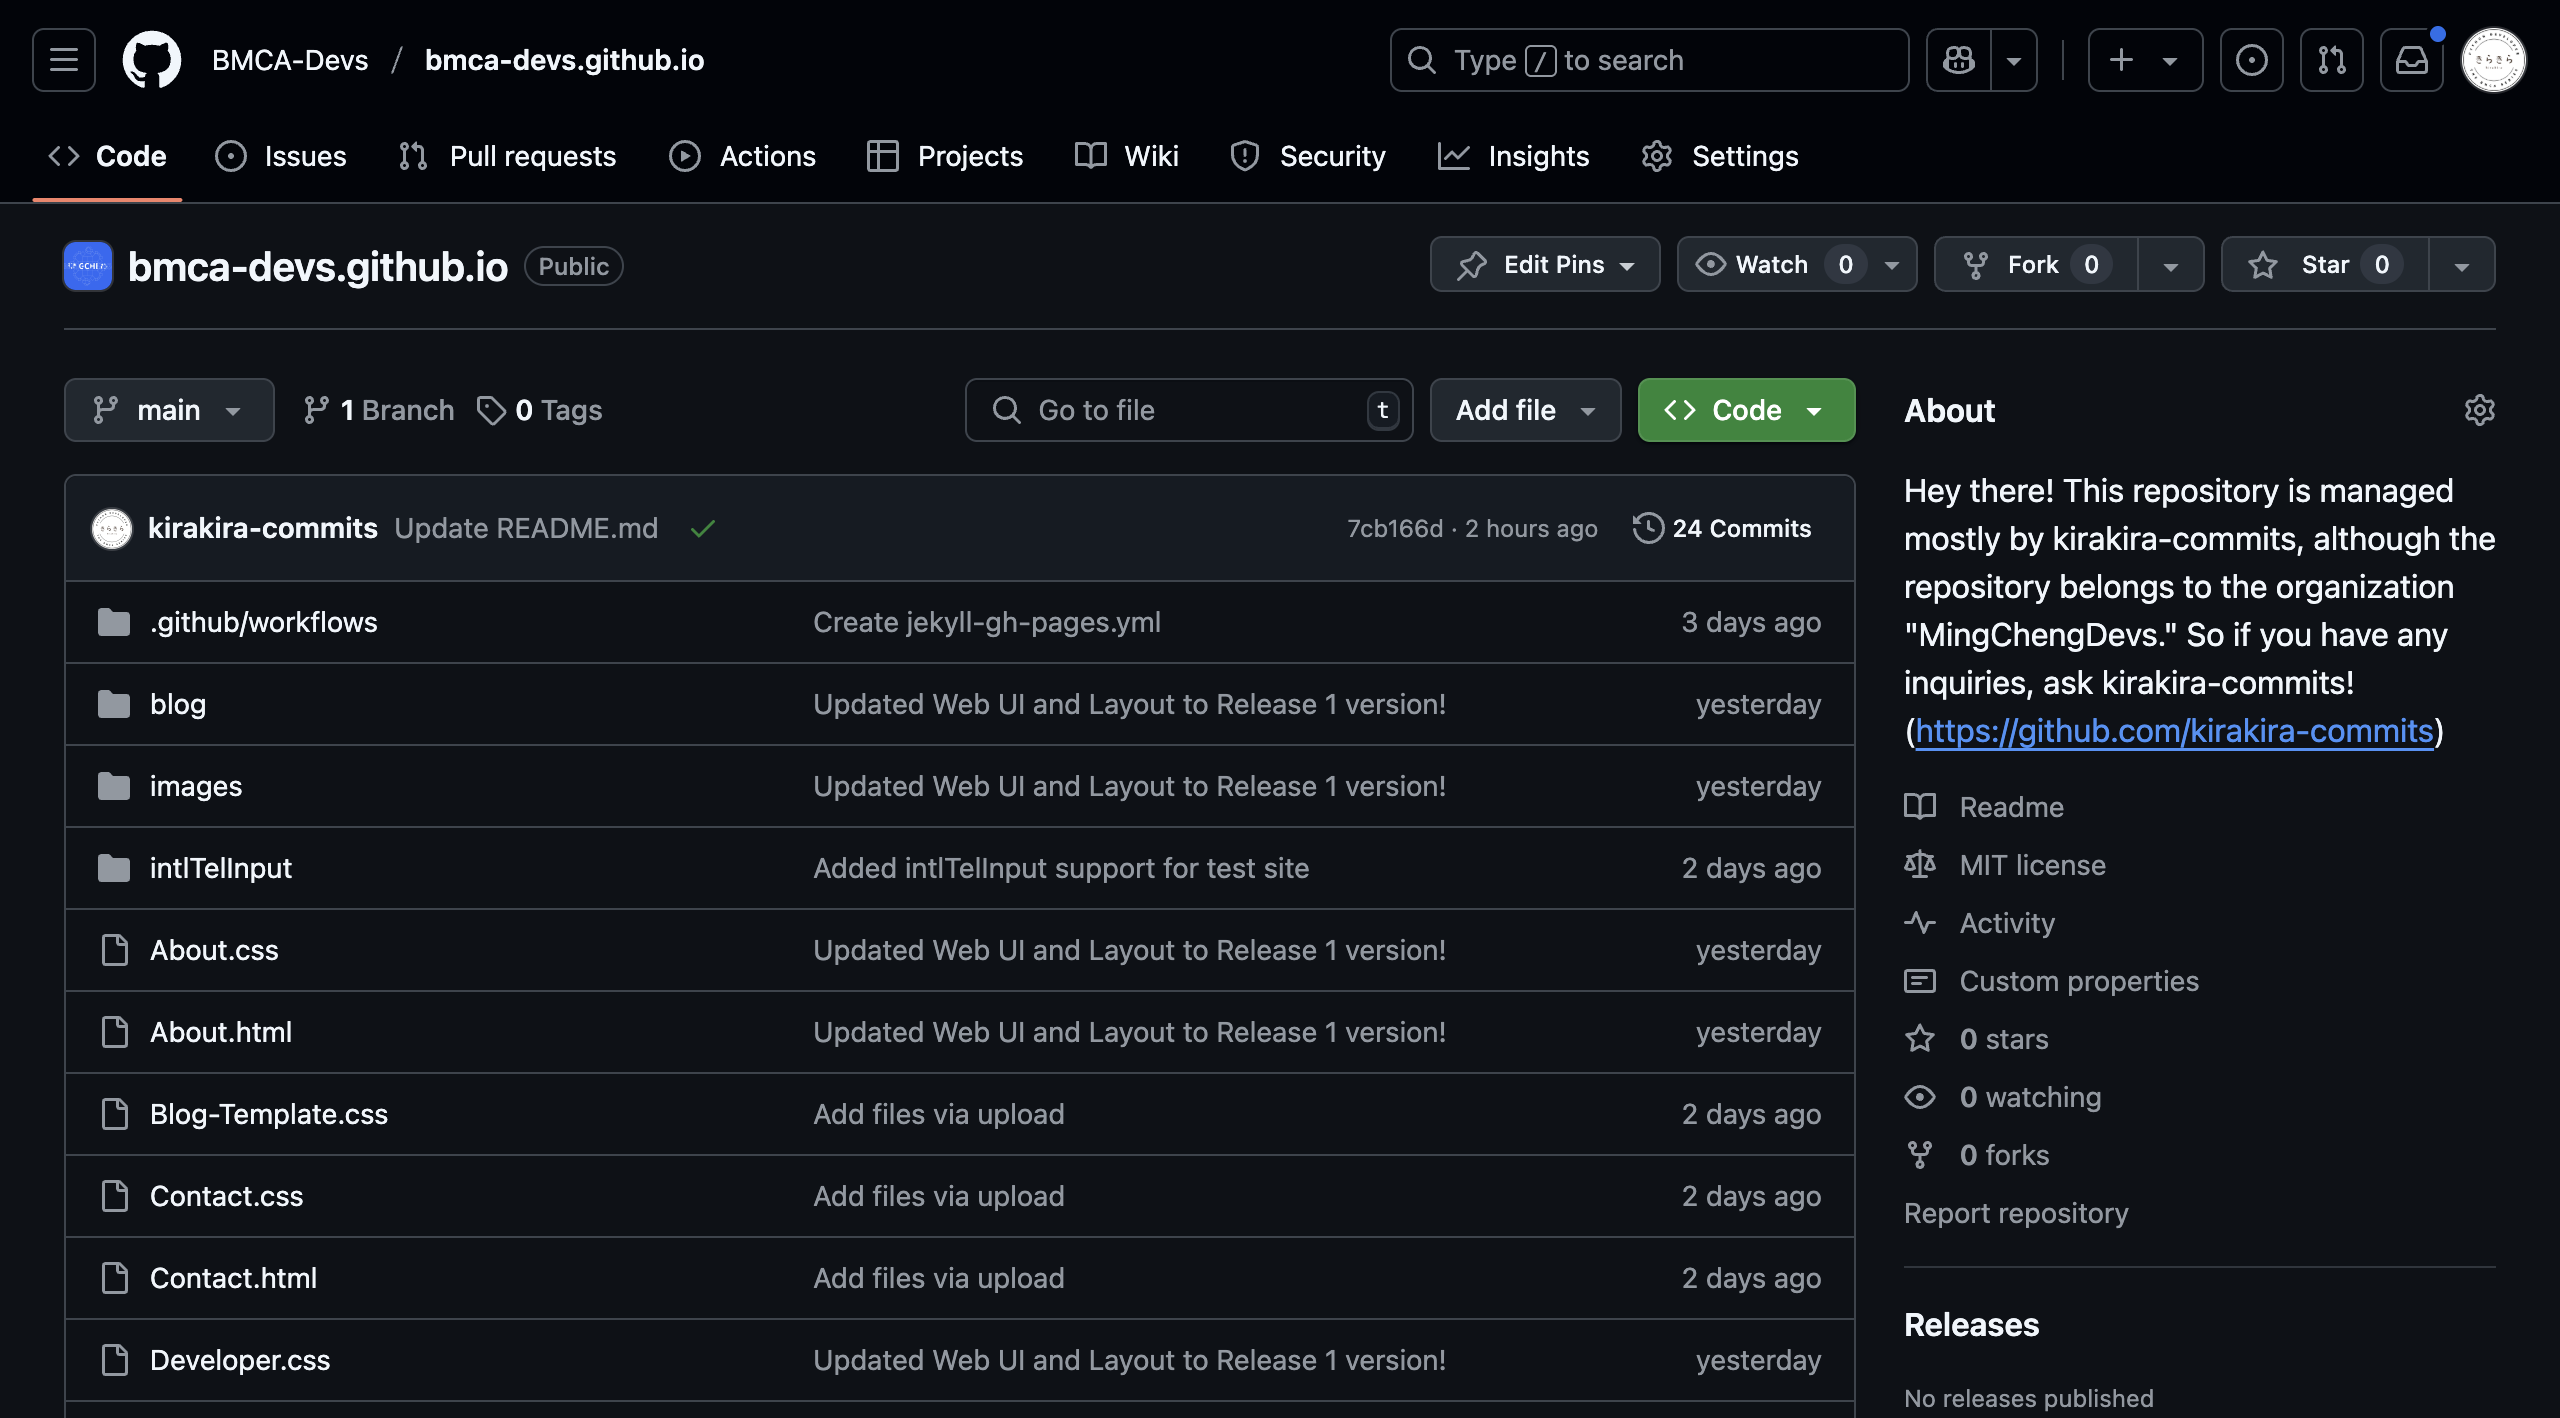 BMCA-Devs / bmca-devs.github.io
Type / to search
Code Issues Pull requests Actions Projects Wiki Security Insights Settings
bmca-devs.github.io Public
Edit Pins Watch 0 Fork 0 Star 0
main 1 Branch 0 Tags
Go to file t Add file Code
kirakira-commits Update README.md 7cb166d · 2 hours ago 24 Commits
.github/workflows Create jekyll-gh-pages.yml 3 days ago
blog Updated Web UI and Layout to Release 1 version! yesterday
images Updated Web UI and Layout to Release 1 version! yesterday
intlTelInput Added intlTelInput support for test site 2 days ago
About.css Updated Web UI and Layout to Release 1 version! yesterday
About.html Updated Web UI and Layout to Release 1 version! yesterday
Blog-Template.css Add files via upload 2 days ago
Contact.css Add files via upload 2 days ago
Contact.html Add files via upload 2 days ago
Developer.css Updated Web UI and Layout to Release 1 version! yesterday
About
Hey there! This repository is managed
mostly by kirakira-commits, although the
repository belongs to the organization
"MingChengDevs." So if you have any
inquiries, ask kirakira-commits!
(https://github.com/kirakira-commits)
Readme
MIT license
Activity
Custom properties
0 stars
0 watching
0 forks
Report repository
Releases
No releases published